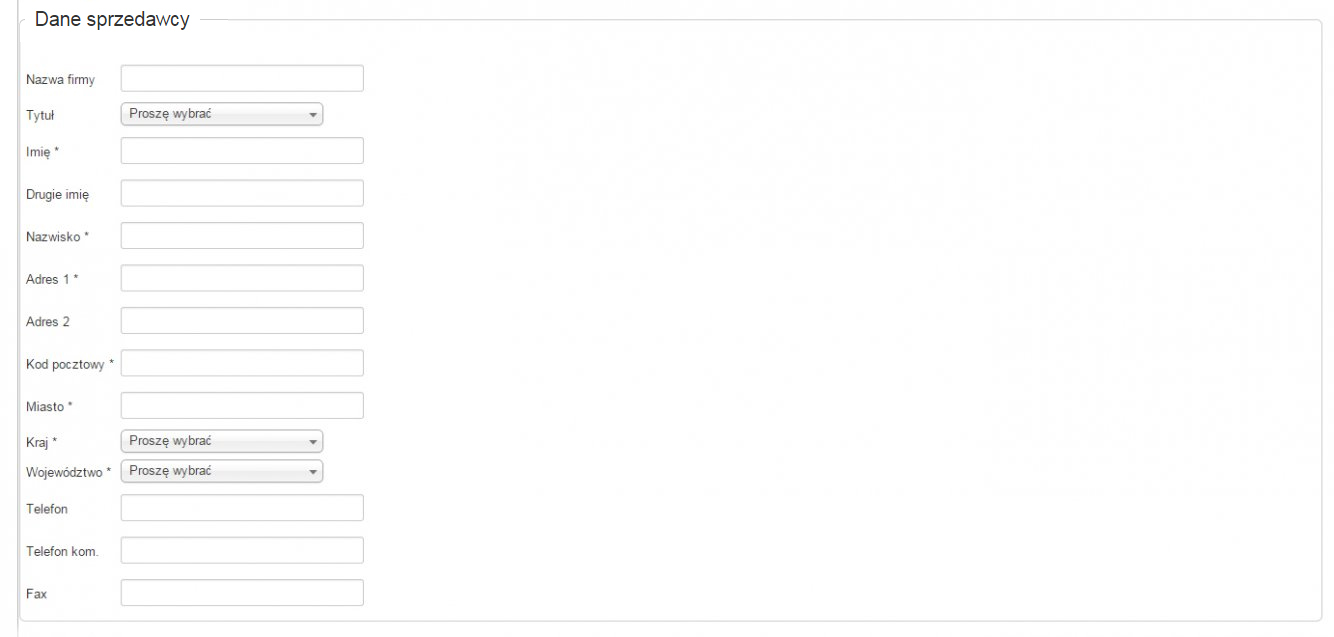 Dane sprzedawcy
Nazwa firmy
Tytuł Proszę wybrać
Imię *
Drugie imię
Nazwisko *
Adres 1 *
Adres 2
Kod pocztowy *
Miasto *
Kraj * Proszę wybrać
Województwo * Proszę wybrać
Telefon
Telefon kom.
Fax